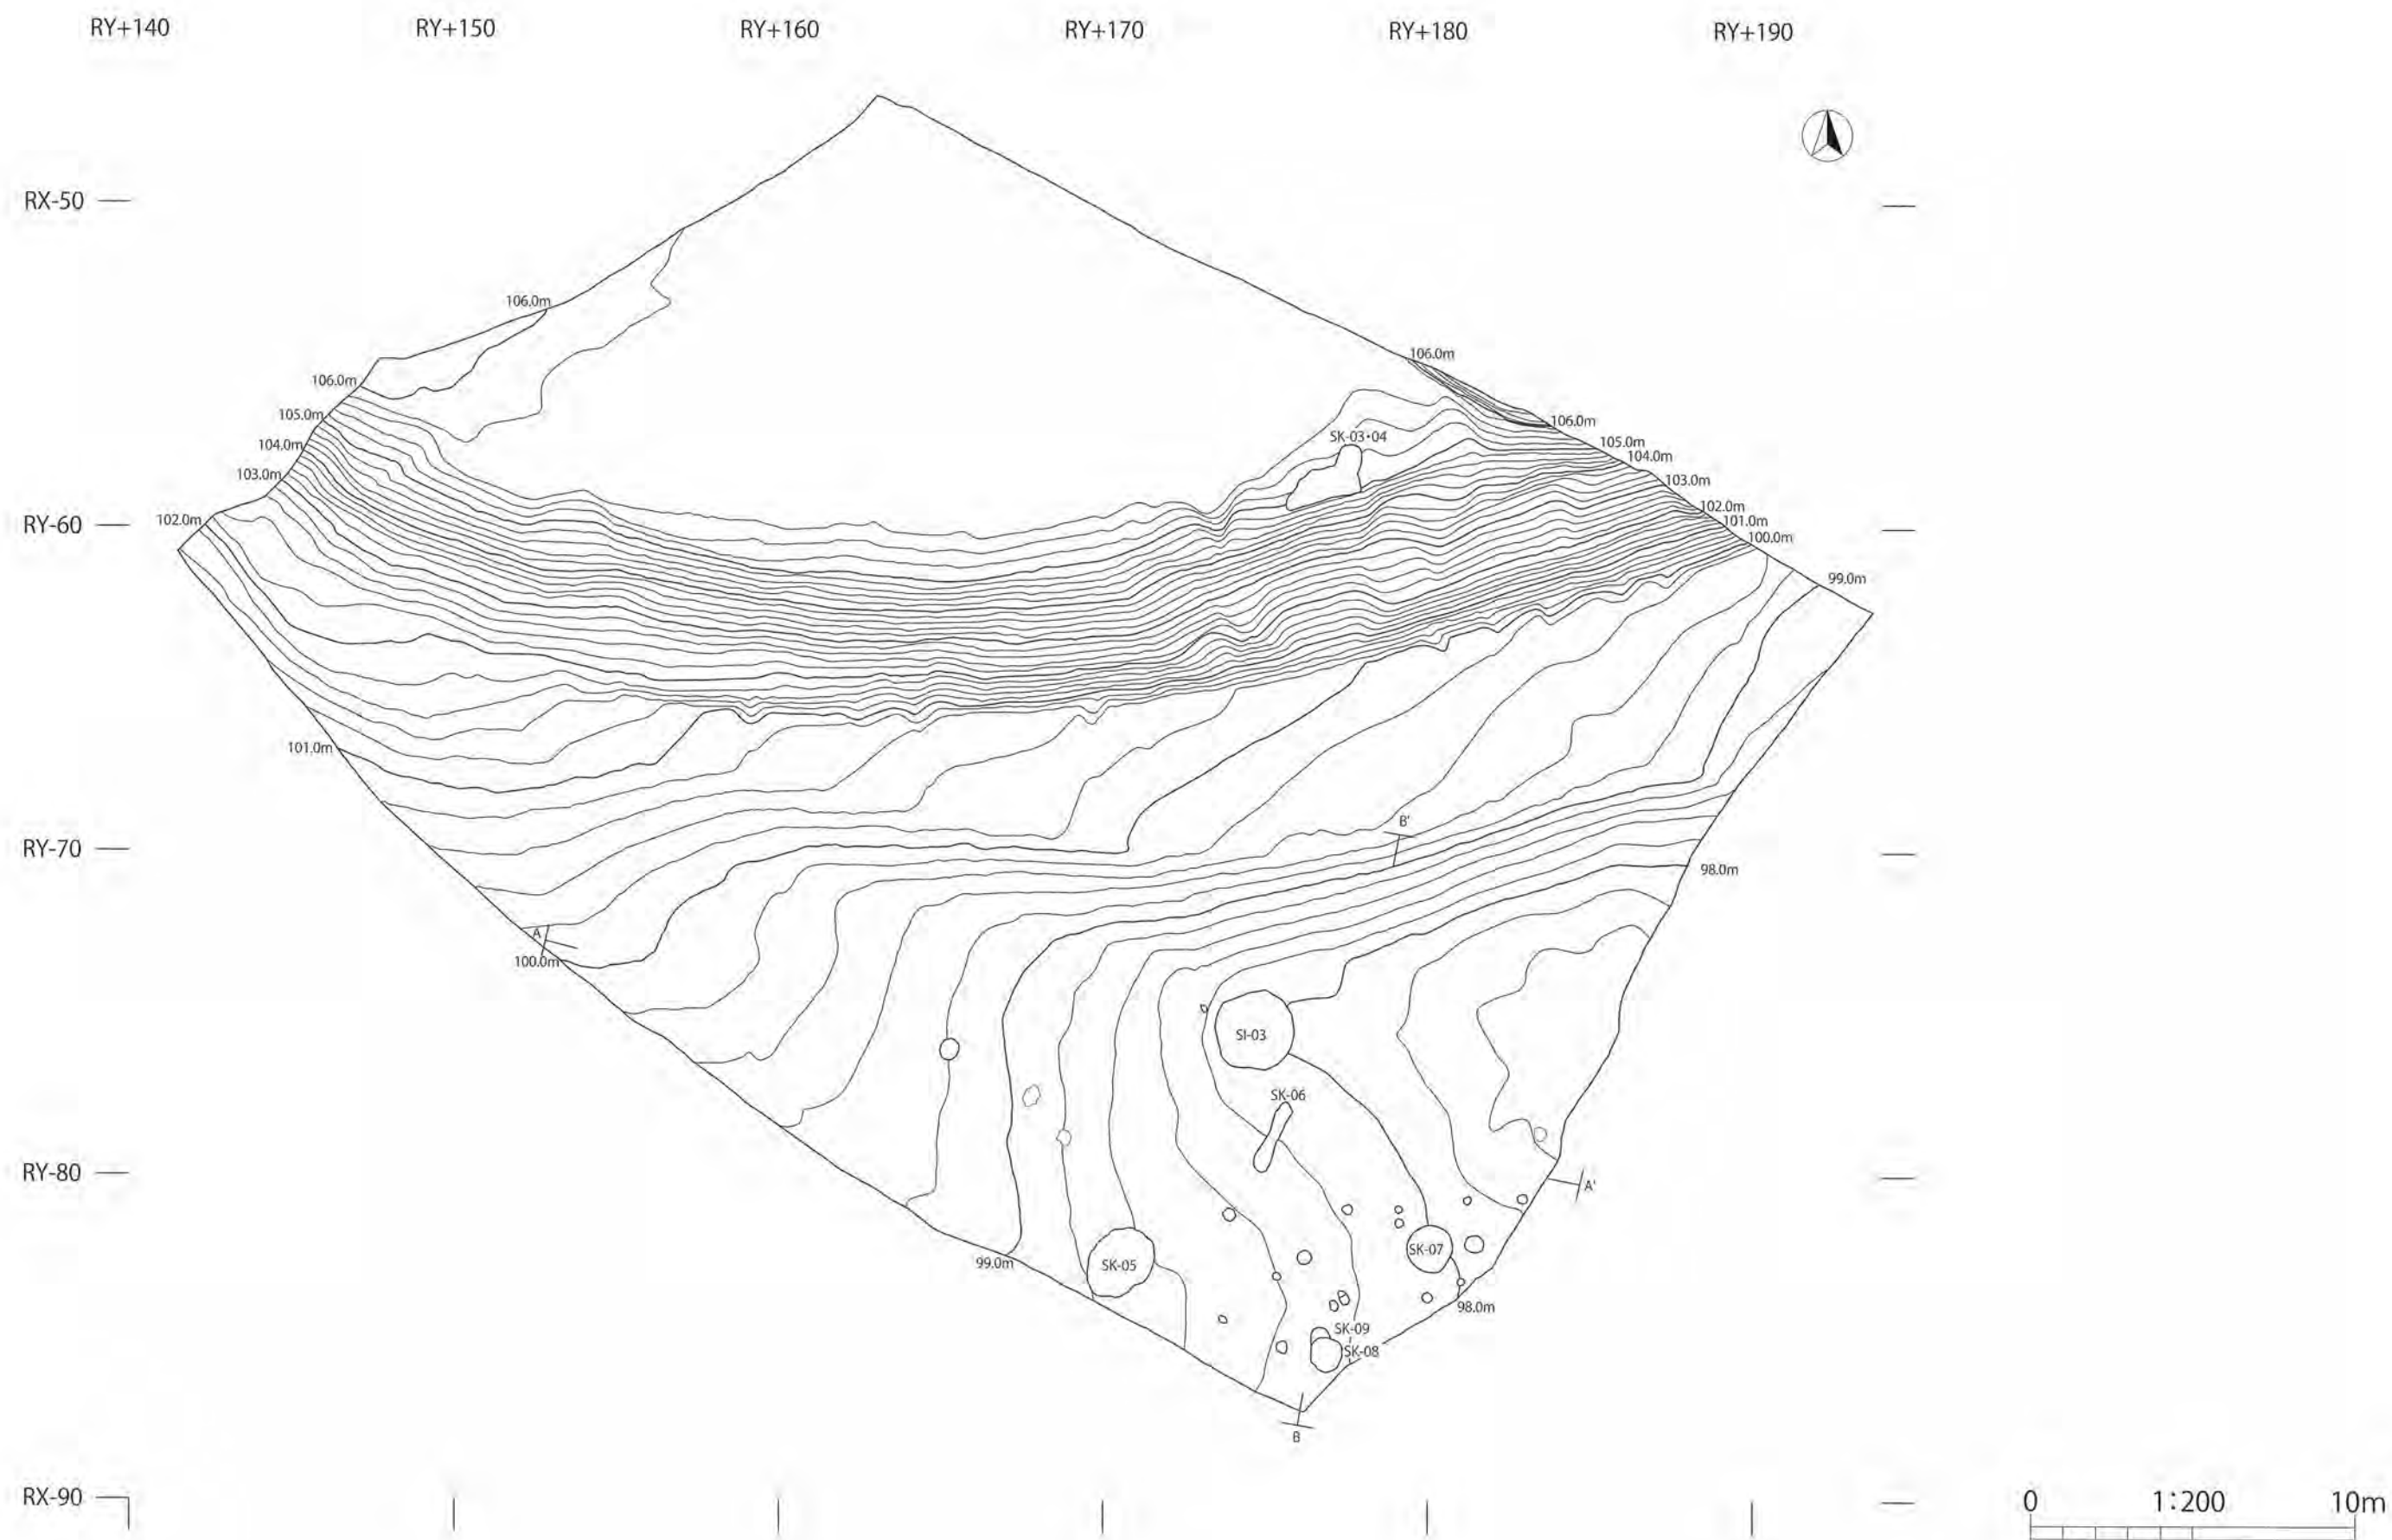 RY+140 RY+150 RY+160 RY+170 RY+180 RY+190
RX-50
106.0m
106.0m
106.0m
105.0m
106.0m
SK-03・04
105.0m
104.0m
104.0m
103.0m
103.0m
102.0m
102.0m
RY-60
101.0m
100.0m
99.0m
101.0m
B'
RY-70
98.0m
A
100.0m
SI-03
SK-06
RY-80
A'
SK-07
99.0m
SK-05
98.0m
SK-09
SK-08
B
RX-90
0 1:200 10m